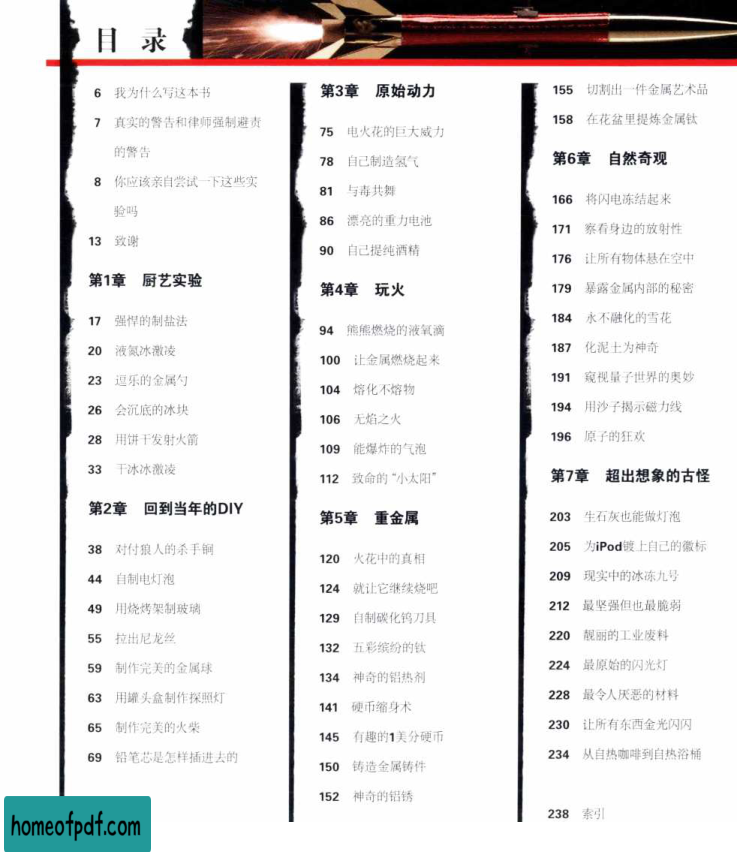 目 录
6 我为什么写这本书
7 真实的警告和律师强制避责
的警告
8 你应该亲自尝试一下这些实
验吗
13 致谢
第1章 厨艺实验
17 强悍的制盐法
20 液氮冰激凌
23 逗乐的金属勺
26 会沉底的冰块
28 用饼干发射火箭
33 干冰冰激凌
第2章 回到当年的DIY
38 对付狼人的杀手锏
44 自制电灯泡
49 用烧烤架制玻璃
55 拉出尼龙丝
59 制作完美的金属球
63 用罐头盒制作探照灯
65 制作完美的火柴
69 铅笔芯是怎样插进去的
第3章 原始动力
75 电火花的巨大威力
78 自己制造氢气
81 与毒共舞
86 漂亮的重力电池
90 自己提纯酒精
第4章 玩火
94 熊熊燃烧的液氧滴
100 让金属燃烧起来
104 熔化不熔物
106 无焰之火
109 能爆炸的气泡
112 致命的“小太阳”
第5章 重金属
120 火花中的真相
124 就让它继续烧吧
129 自制碳化钨刀具
132 五彩缤纷的钛
134 神奇的铝热剂
141 硬币缩身术
145 有趣的1美分硬币
150 铸造金属铸件
152 神奇的铝锈
155 切割出一件金属艺术品
158 在花盆里提炼金属钛
第6章 自然奇观
166 将闪电冻结起来
171 察看身边的放射性
176 让所有物体悬在空中
179 暴露金属内部的秘密
184 永不融化的雪花
187 化泥土为神奇
191 窥视量子世界的奥妙
194 用沙子揭示磁力线
196 原子的狂欢
第7章 超出想象的古怪
203 生石灰也能做灯泡
205 为iPod镀上自己的徽标
209 现实中的冰冻九号
212 最坚强但也最脆弱
220 靓丽的工业废料
224 最原始的闪光灯
228 最令人厌恶的材料
230 让所有东西金光闪闪
234 从自热咖啡到自热浴桶
238 索引
homeofpdf.com